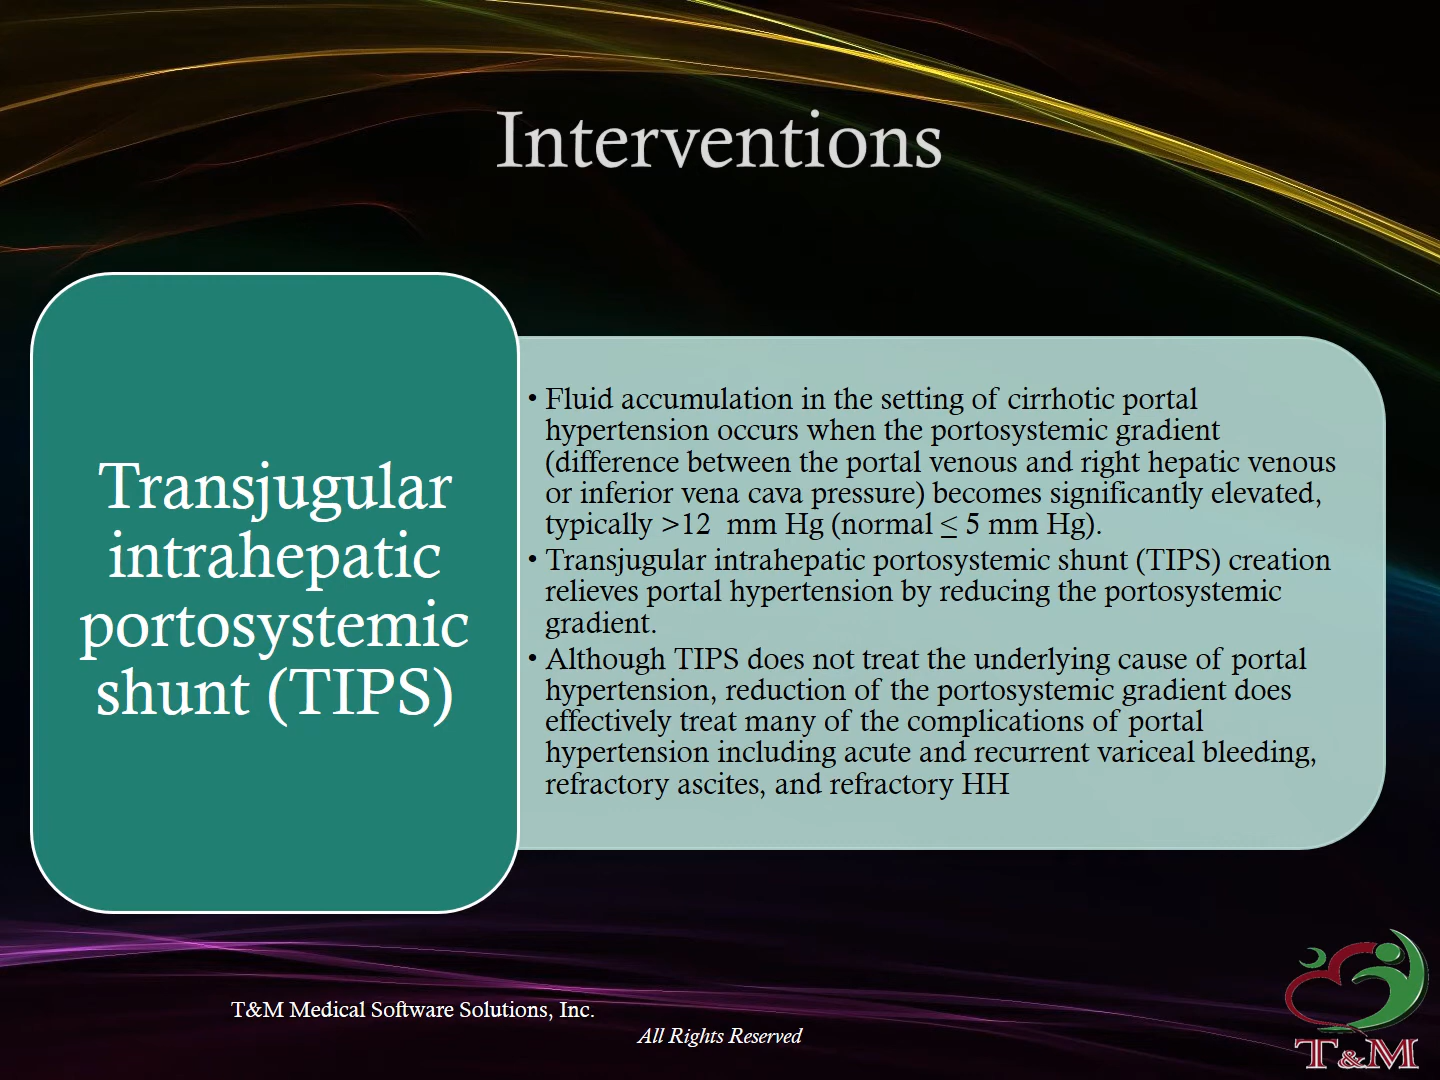 Interventions
Transjugular
intrahepatic
portosystemic
shunt (TIPS)
• Fluid accumulation in the setting of cirrhotic portal
hypertension occurs when the portosystemic gradient
(difference between the portal venous and right hepatic venous
or inferior vena cava pressure) becomes significantly elevated,
typically >12  mm Hg (normal ≤ 5 mm Hg).
• Transjugular intrahepatic portosystemic shunt (TIPS) creation
relieves portal hypertension by reducing the portosystemic
gradient.
• Although TIPS does not treat the underlying cause of portal
hypertension, reduction of the portosystemic gradient does
effectively treat many of the complications of portal
hypertension including acute and recurrent variceal bleeding,
refractory ascites, and refractory HH
T&M Medical Software Solutions, Inc.
All Rights Reserved
T&M